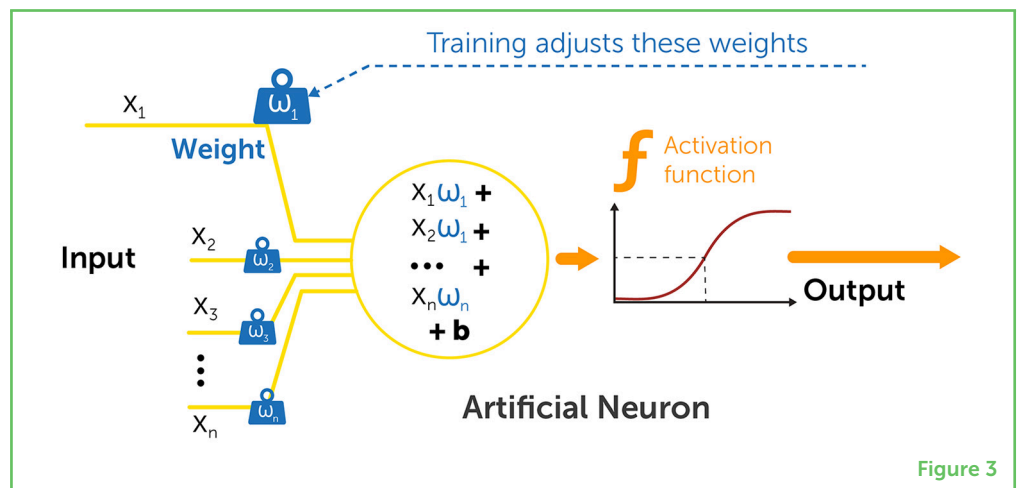 Training adjusts these weights
X1
ω1
Weight
Input
X2
ω2
X3
ω3
...
Xn
ωn
X1ω1 +
X2ω1 +
... +
Xnωn
+ b
f Activation
function
Output
Artificial Neuron
Figure 3